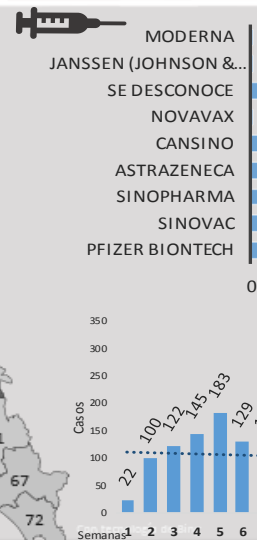 MODERNA
JANSSEN (JOHNSON &...
SE DESCONOCE
NOVAVAX
CANSINO
ASTRAZENECA
SINOPHARMA
SINOVAC
PFIZER BIONTECH
0
350
300
250
200
150
100
50
0
Casos
22
100
122
145
183
129
Semanas 1 2 3 4 5 6
67
72